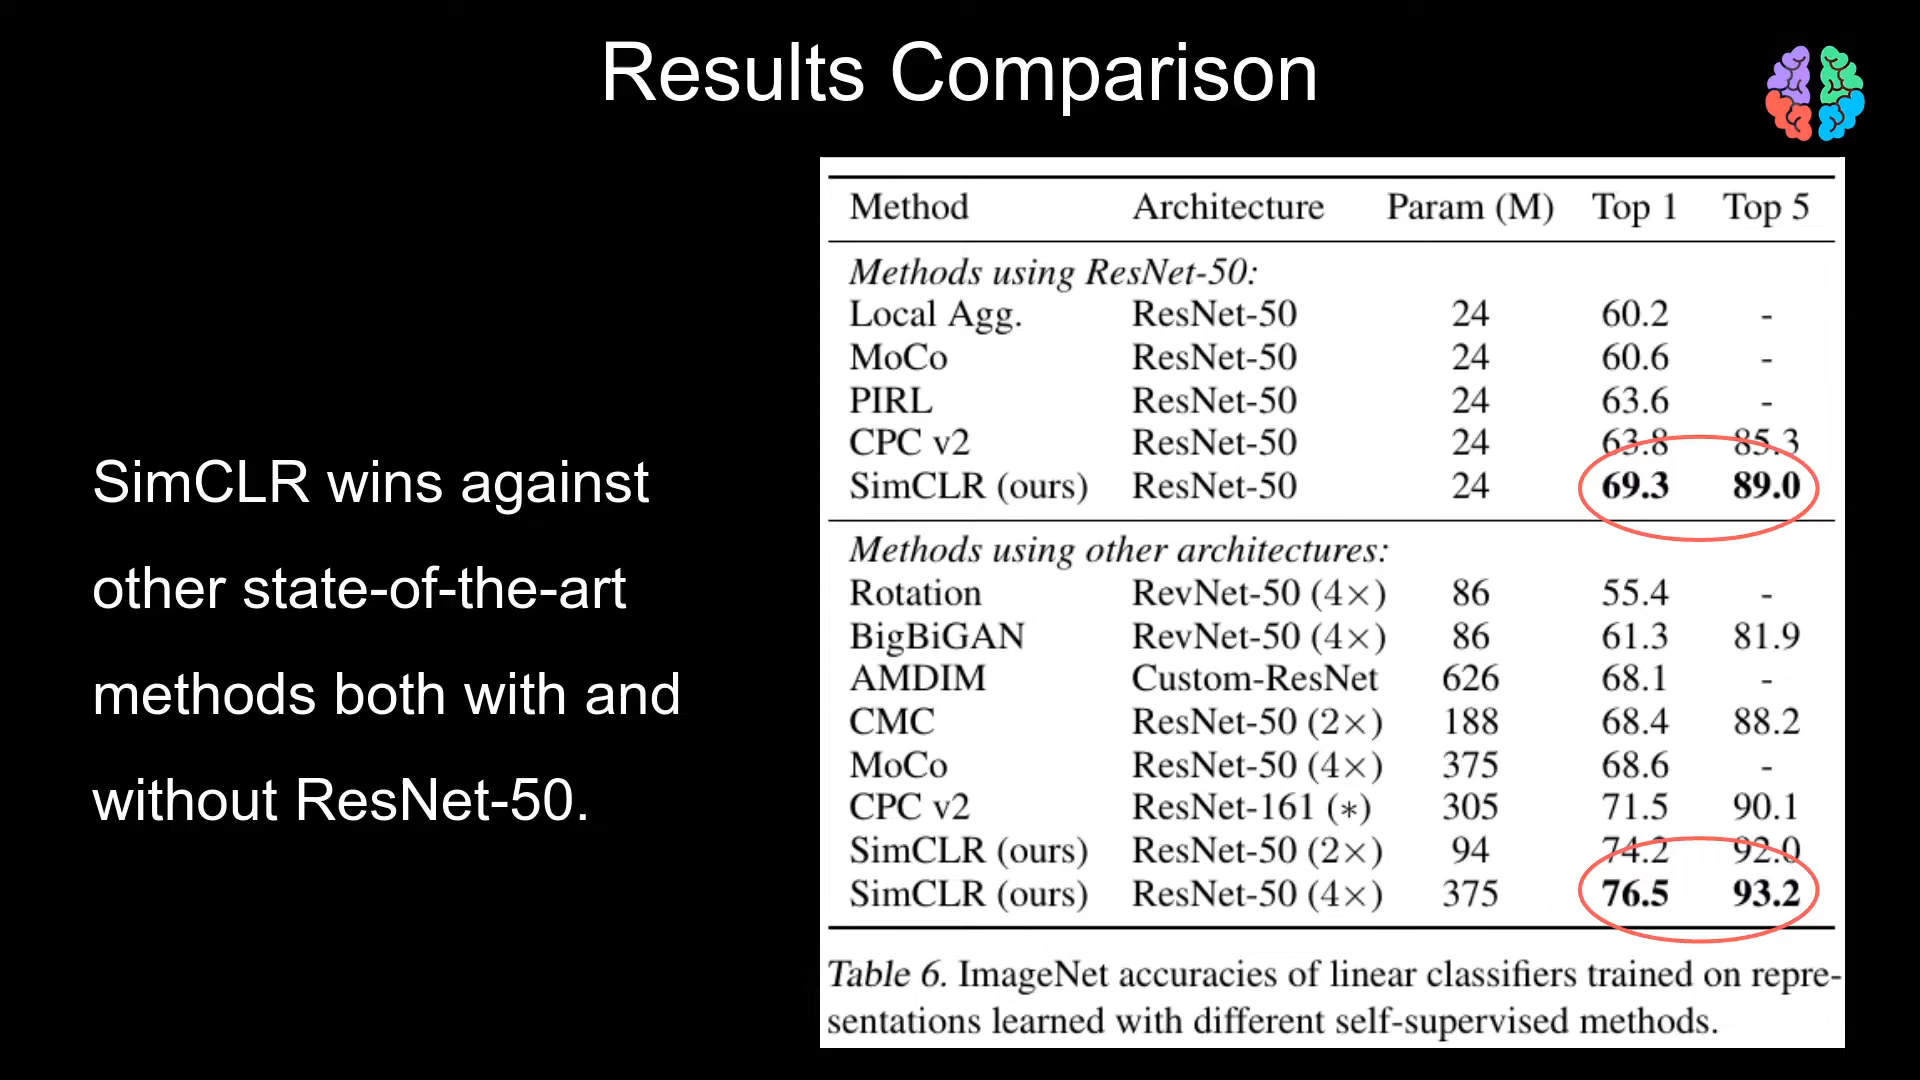 Results Comparison
SimCLR wins against
other state-of-the-art
methods both with and
without ResNet-50.
Method Architecture Param (M) Top 1 Top 5
Methods using ResNet-50:
Local Agg. ResNet-50 24 60.2 -
MoCo ResNet-50 24 60.6 -
PIRL ResNet-50 24 63.6 -
CPC v2 ResNet-50 24 63.8 85.3
SimCLR (ours) ResNet-50 24 69.3 89.0
Methods using other architectures:
Rotation RevNet-50 (4×) 86 55.4 -
BigBiGAN RevNet-50 (4×) 86 61.3 81.9
AMDIM Custom-ResNet 626 68.1 -
CMC ResNet-50 (2×) 188 68.4 88.2
MoCo ResNet-50 (4×) 375 68.6 -
CPC v2 ResNet-161 (∗) 305 71.5 90.1
SimCLR (ours) ResNet-50 (2×) 94 74.2 92.0
SimCLR (ours) ResNet-50 (4×) 375 76.5 93.2
Table 6. ImageNet accuracies of linear classifiers trained on repre-
sentations learned with different self-supervised methods.